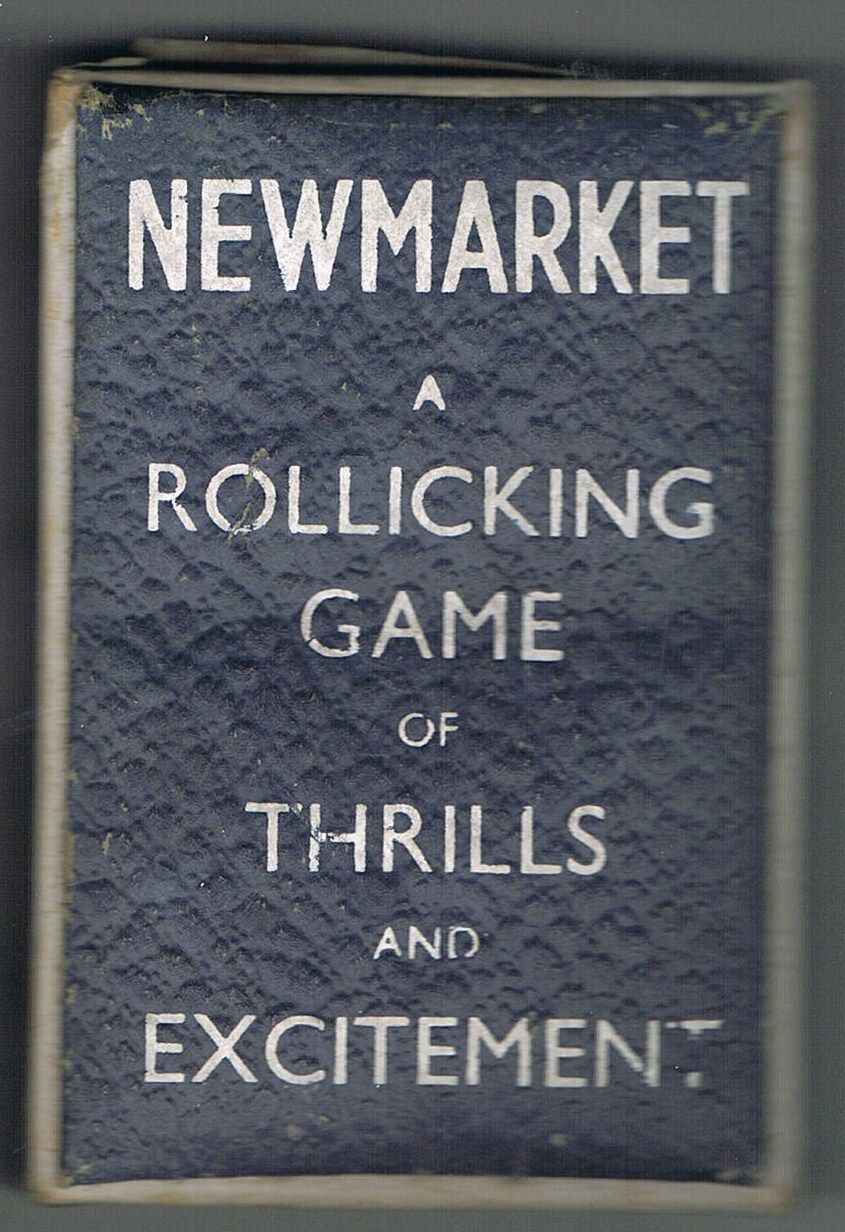 NEWMARKET
A
ROLLICKING
GAME
OF
THRILLS
AND
EXCITEMENT